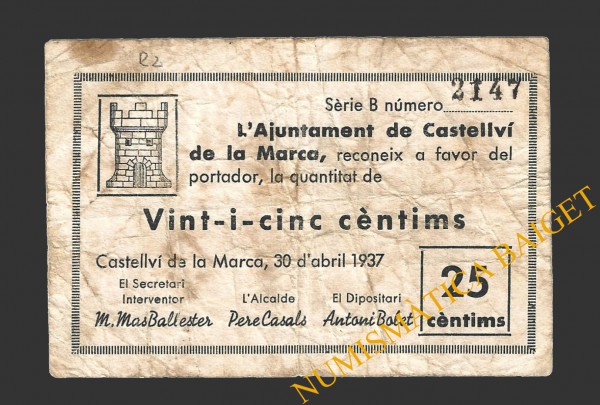 R2
Sèrie B número 2147
L'Ajuntament de Castellví
de la Marca, reconeix a favor del
portador, la quantitat de
Vint-i-cinc cèntims
Castellví de la Marca, 30 d'abril 1937
El Secretari
Interventor
M. Mas Ballester
L'Alcalde
Pere Casals
El Dipositari
Antoni Bolet
25
cèntims
NUMISMATICA BAIGET